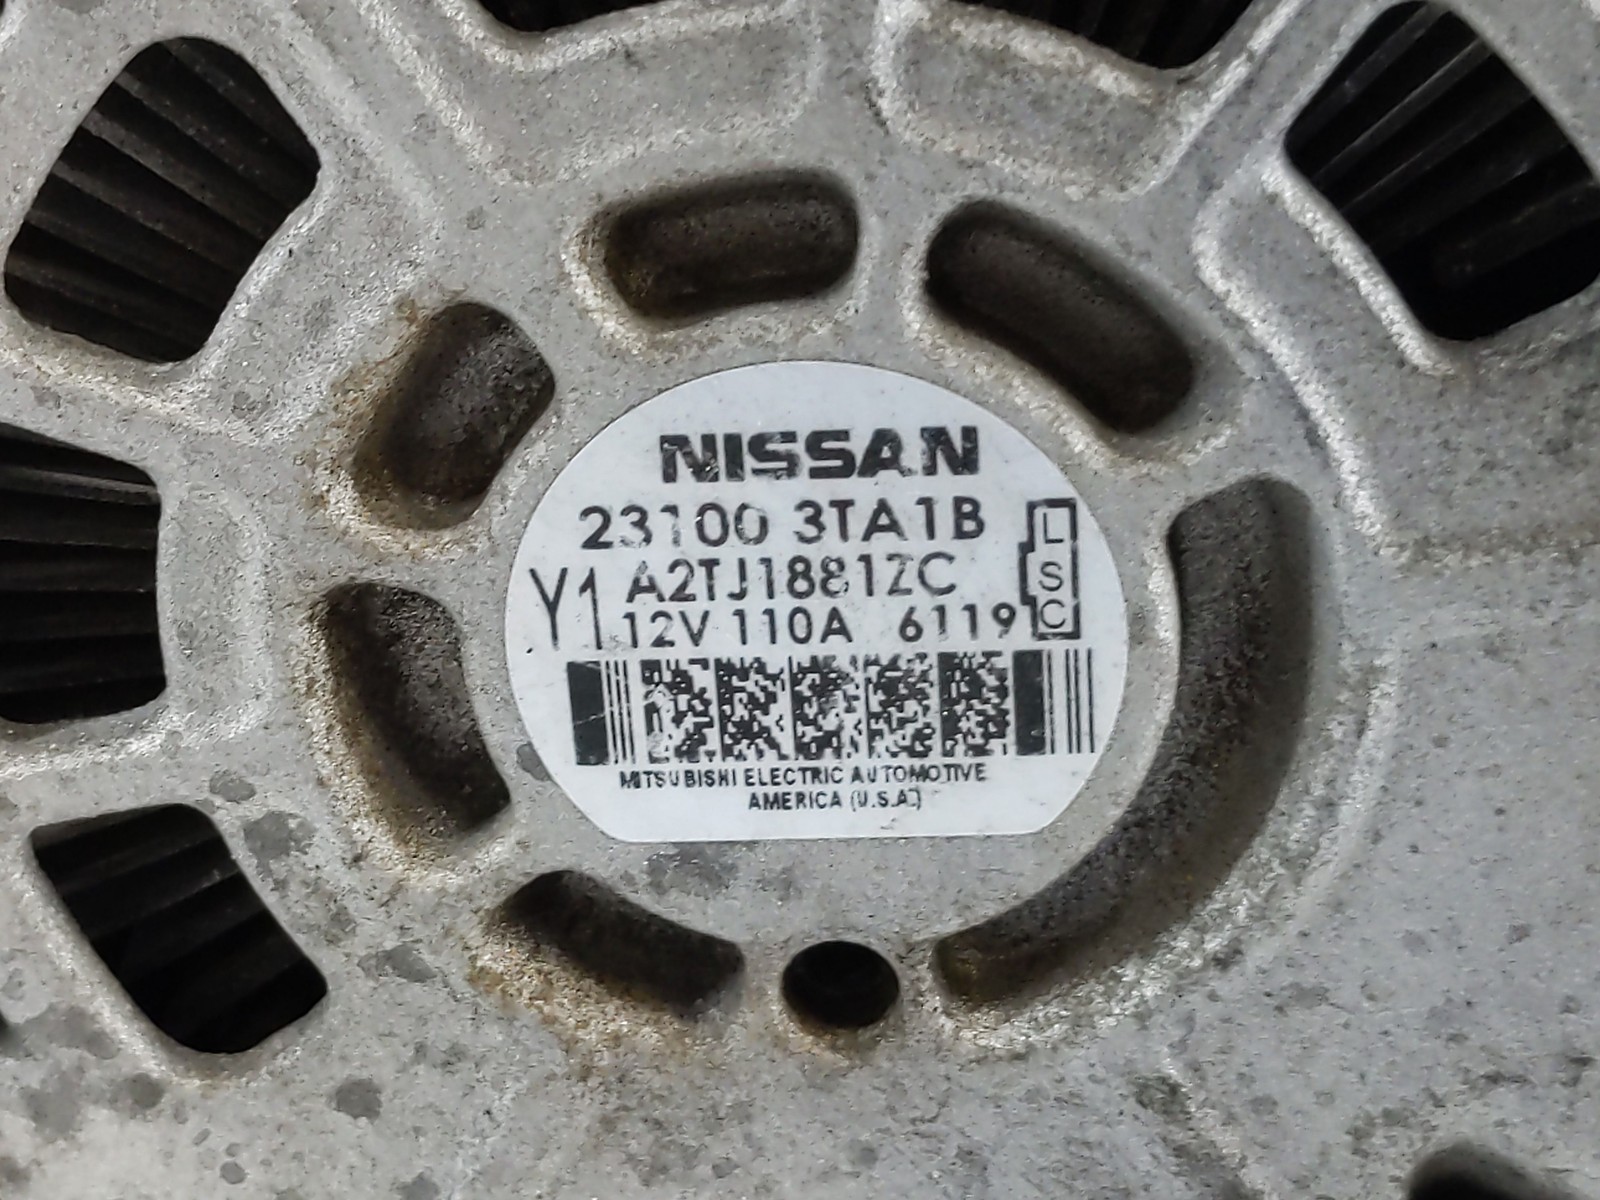 NISSAN
23100 3TA1B
A2TJ1881ZC
Y1 12V 110A 6119
L
S
C
MITSUBISHI ELECTRIC AUTOMOTIVE
AMERICA (U.S.A.)